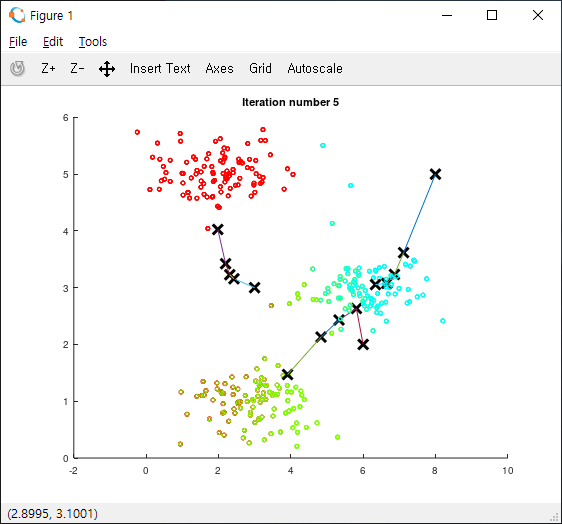 Figure 1
File Edit Tools
Z+ Z- Insert Text Axes Grid Autoscale
Iteration number 5
6
5
4
3
2
1
0
-2 0 2 4 6 8 10
(2.8995, 3.1001)